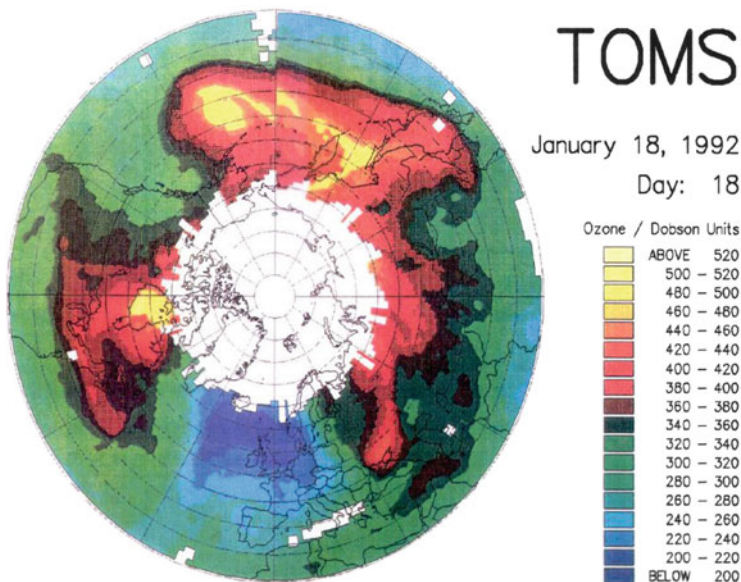 TOMS
January 18, 1992
Day: 18
Ozone / Dobson Units
ABOVE 520
500 - 520
480 - 500
460 - 480
440 - 460
420 - 440
400 - 420
380 - 400
360 - 380
340 - 360
320 - 340
300 - 320
280 - 300
260 - 280
240 - 260
220 - 240
200 - 220
BELOW 200